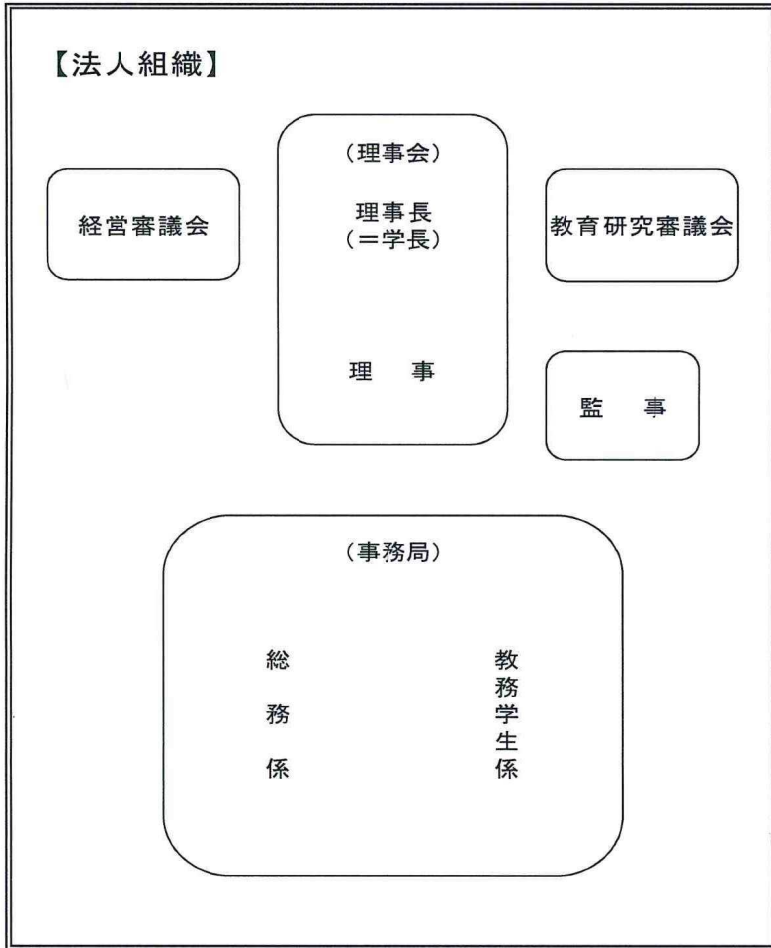 【法人組織】
(理事会)
理事長
(=学長)
理 事
経営審議会
教育研究審議会
監 事
(事務局)
総務係
教務学生係